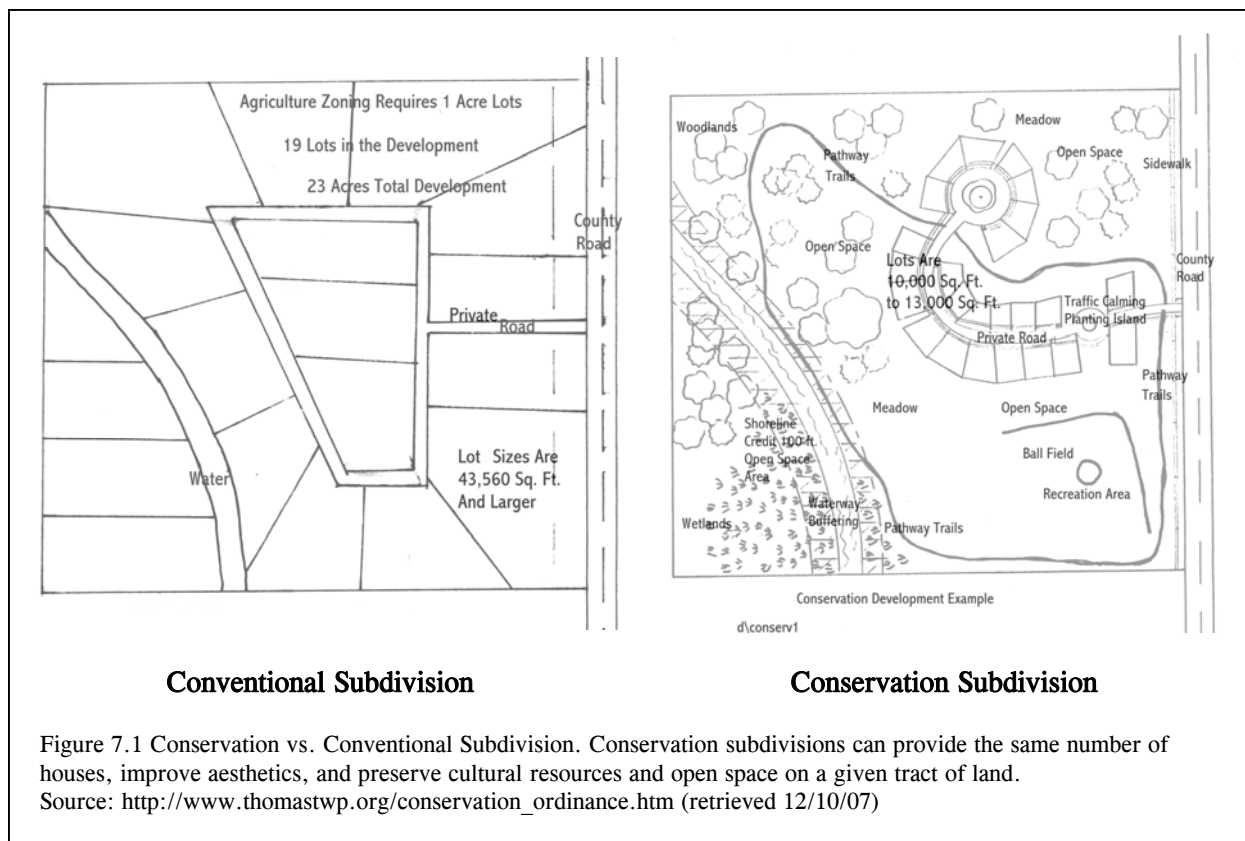 Agriculture Zoning Requires 1 Acre Lots
19 Lots in the Development
23 Acres Total Development
County
Road
Private
Road
Lot Sizes Are
43,560 Sq. Ft.
And Larger
Water
Woodlands
Meadow
Pathway
Trails
Open Space
Sidewalk
Open Space
County
Road
Lots Are
10,000 Sq. Ft.
to 13,000 Sq. Ft.
Traffic Calming
Planting Island
Private Road
Pathway
Trails
Meadow
Open Space
Shoreline
Credit 100 ft.
Open Space
Area
Ball Field
Recreation Area
Wetlands
Waterway
Buffering
Pathway Trails
Conservation Development Example
d\conserv1
Conventional Subdivision
Conservation Subdivision
Figure 7.1 Conservation vs. Conventional Subdivision. Conservation subdivisions can provide the same number of
houses, improve aesthetics, and preserve cultural resources and open space on a given tract of land.
Source: http://www.thomastwp.org/conservation_ordinance.htm (retrieved 12/10/07)